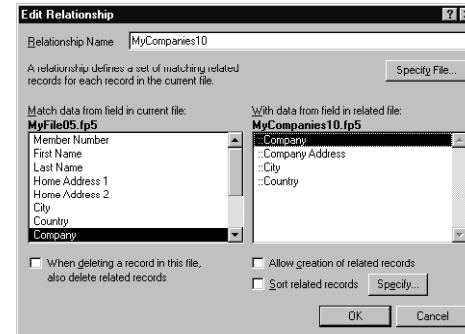 Edit Relationship
Relationship Name MyCompanies10
A relationship defines a set of matching related
records for each record in the current file.
Specify File...
Match data from field in current file:
MyFile05.fp5
Member Number
First Name
Last Name
Home Address 1
Home Address 2
City
Country
Company
With data from field in related file:
MyCompanies10.fp5
::Company
::Company Address
::City
::Country
When deleting a record in this file,
also delete related records
Allow creation of related records
Sort related records Specify...
OK Cancel